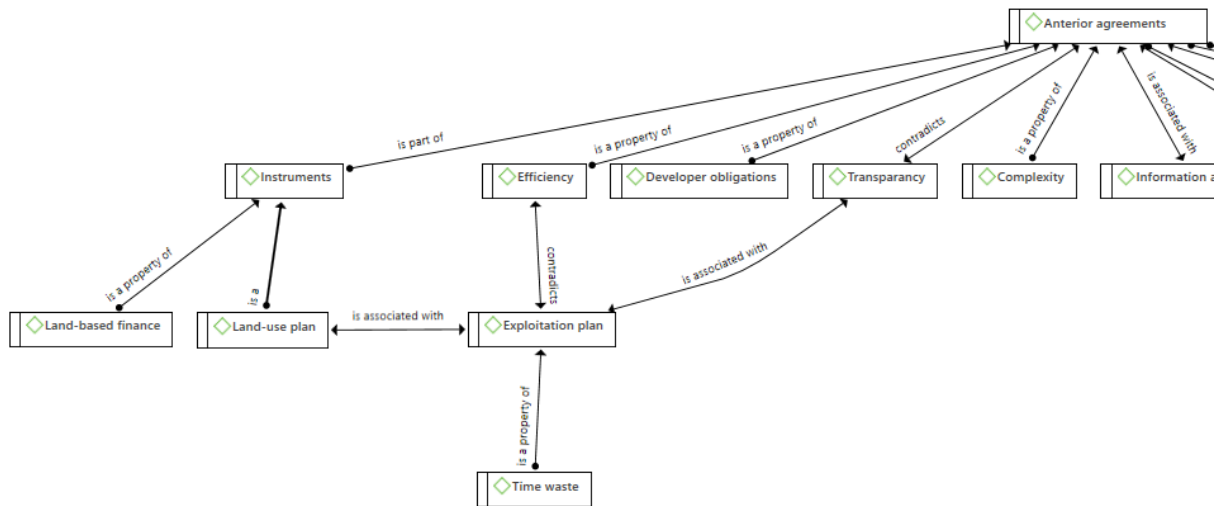 Anterior agreements
is part of
is a property of
is a property of
contradicts
is a property of
is associated with
Instruments
Efficiency
Developer obligations
Transparancy
Complexity
Information a
is a property of
is a
contradicts
is associated with
Land-based finance
Land-use plan
is associated with
Exploitation plan
is a property of
Time waste